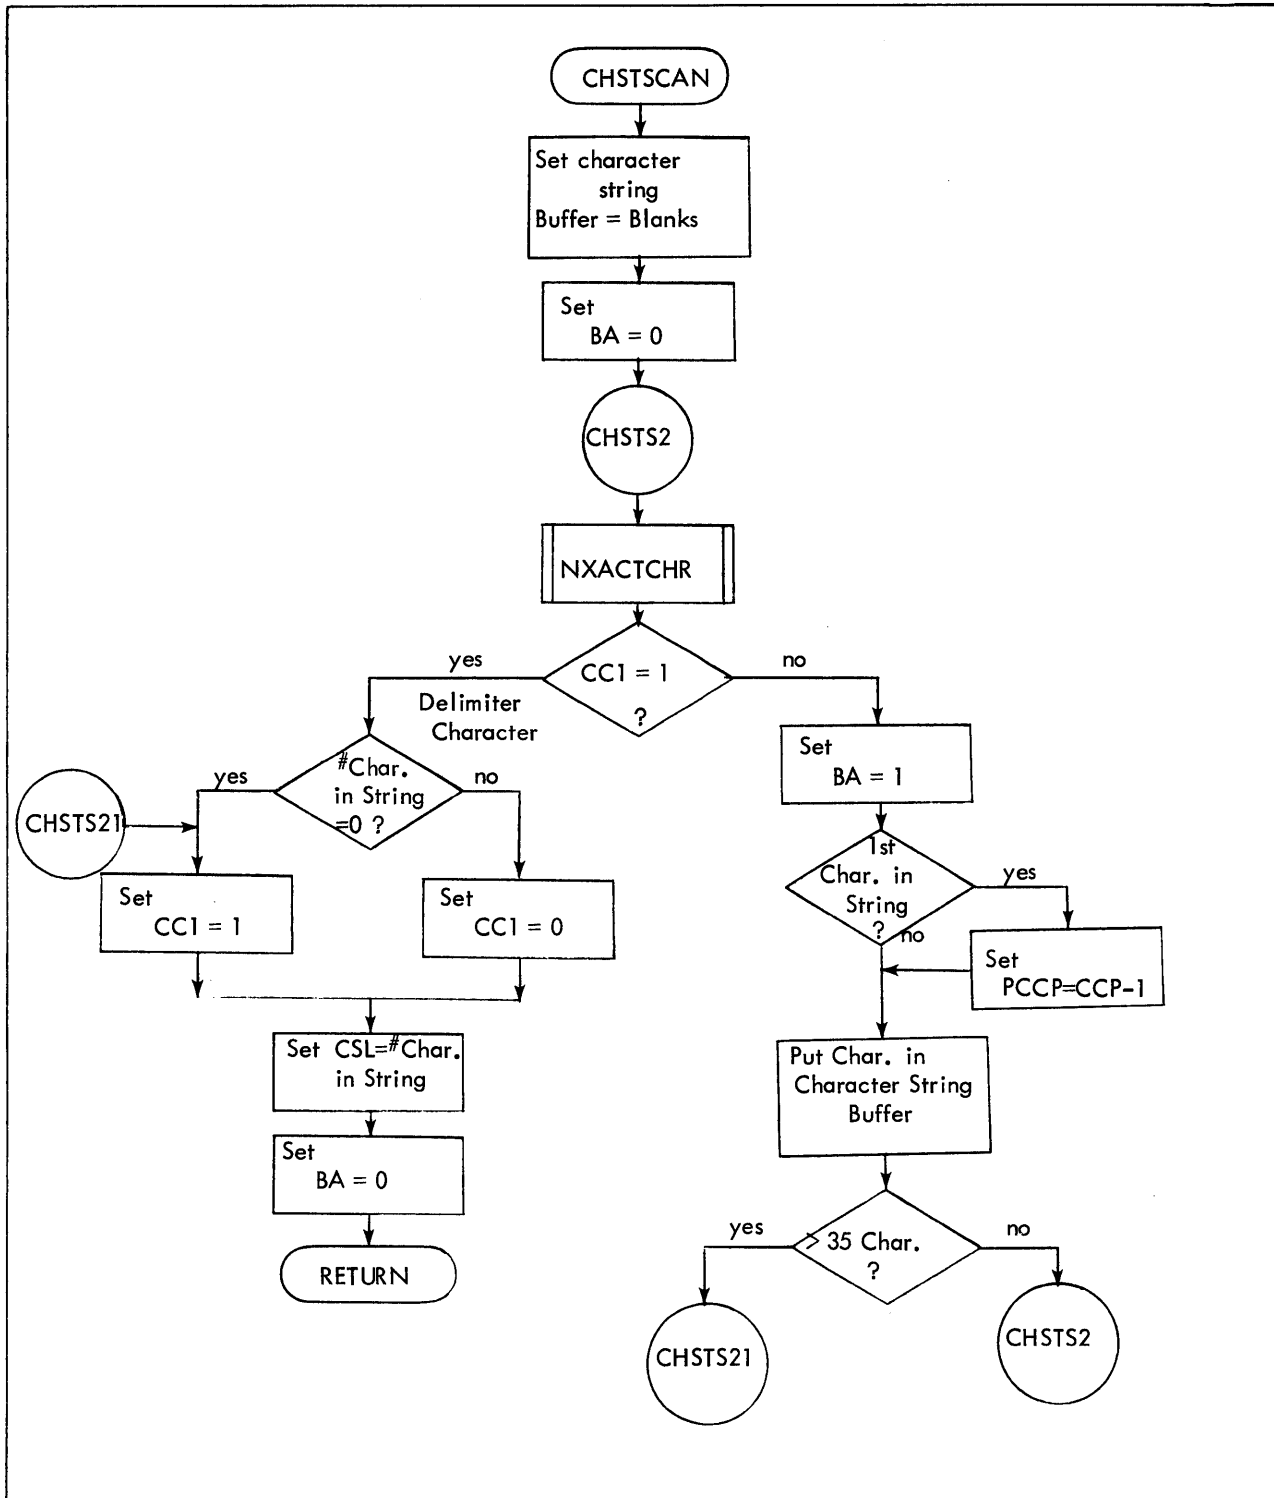 CHSTSCAN
Set character
string
Buffer = Blanks
Set
BA = 0
CHSTS2
NXACTCHR
CC1 = 1
?
yes
no
Delimiter
Character
#Char.
in String
=0 ?
yes
no
CHSTS21
Set
CC1 = 1
Set
CC1 = 0
Set CSL=#Char.
in String
Set
BA = 0
RETURN
Set
BA = 1
1st
Char. in
String
?
yes
no
Set
PCCP=CCP-1
Put Char. in
Character String
Buffer
> 35 Char.
?
yes
no
CHSTS21
CHSTS2